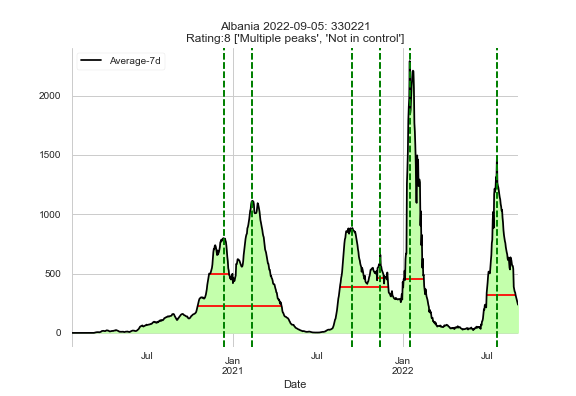 Albania 2022-09-05: 330221
Rating:8 ['Multiple peaks', 'Not in control']
Average-7d
2000
1500
1000
500
0
Jul
Jan
2021
Jul
Jan
2022
Jul
Date